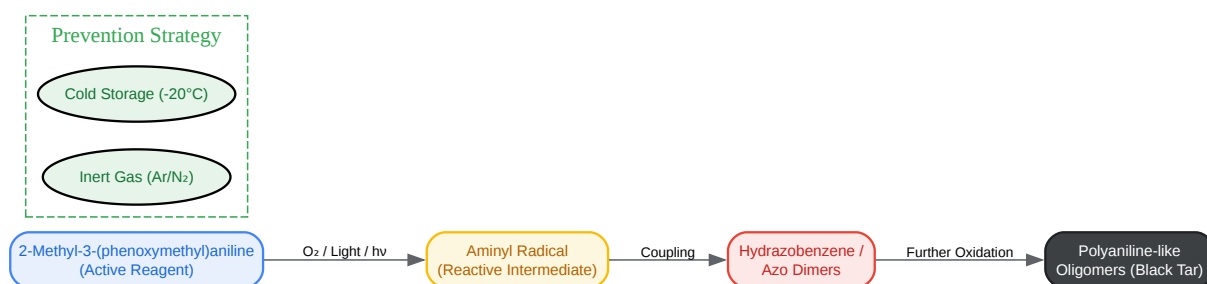 Prevention Strategy
Cold Storage (-20°C)
Inert Gas (Ar/N₂)
2-Methyl-3-(phenoxymethyl)aniline
(Active Reagent)
O₂ / Light / hν
Aminyl Radical
(Reactive Intermediate)
Coupling
Hydrazobenzene /
Azo Dimers
Further Oxidation
Polyaniline-like
Oligomers (Black Tar)